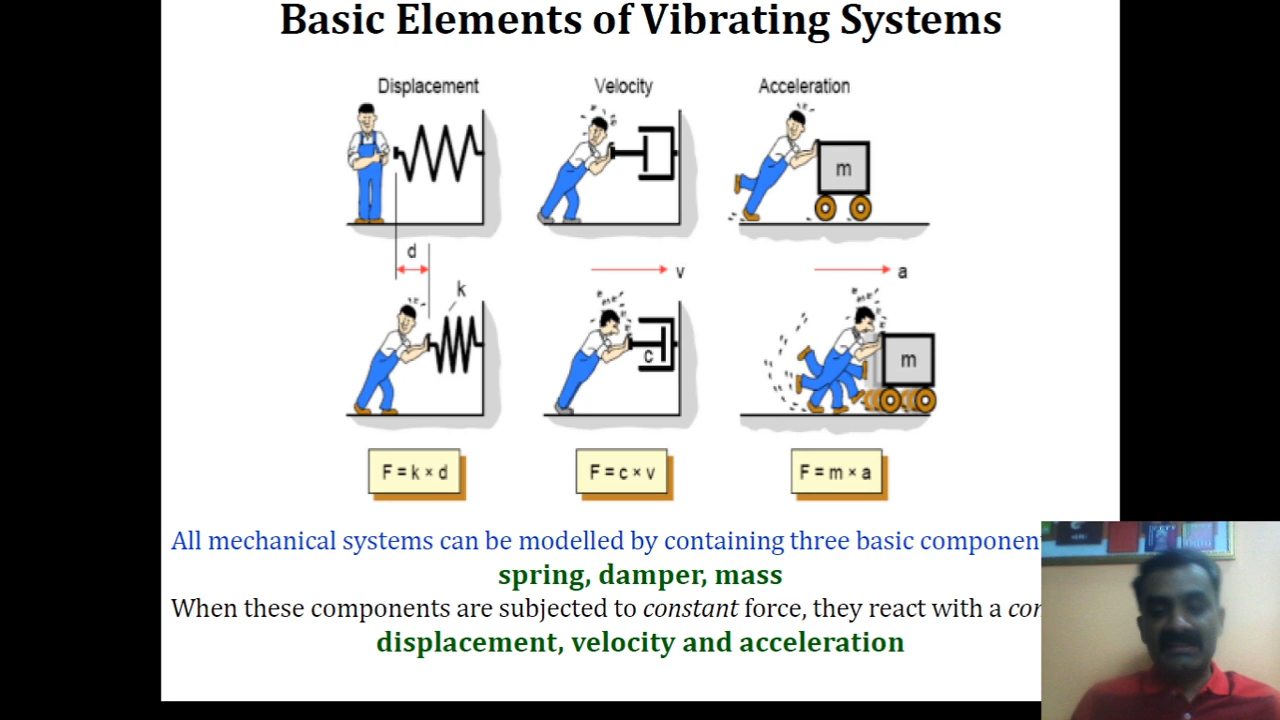 Basic Elements of Vibrating Systems
Displacement Velocity Acceleration
m
d
v
a
k
c
m
F = k × d F = c × v F = m × a
All mechanical systems can be modelled by containing three basic componen
spring, damper, mass
When these components are subjected to constant force, they react with a con
displacement, velocity and acceleration